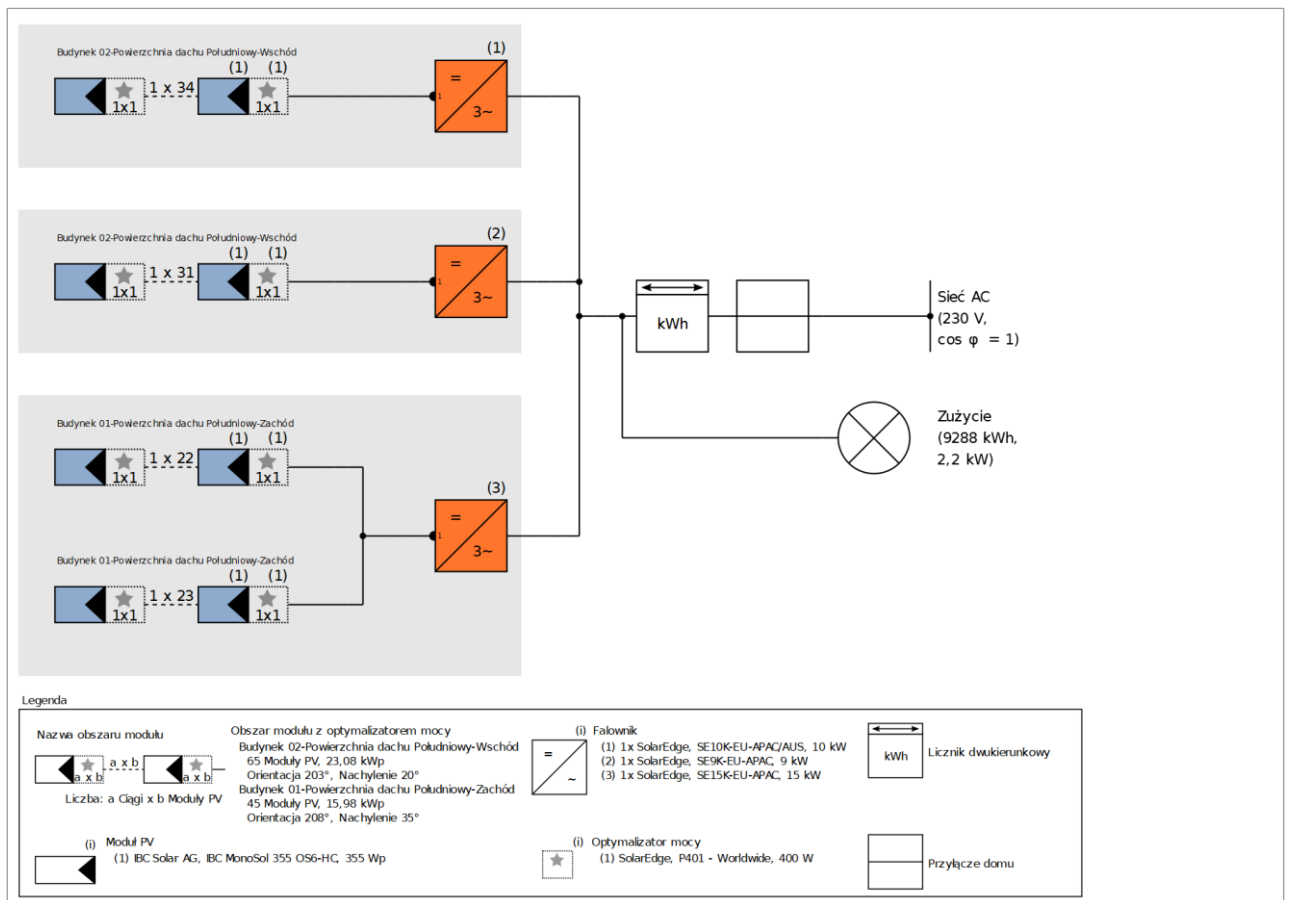 Budynek 02-Powierzchnia dachu Południowy-Wschód
(1) (1) (1)
1 x 34
1x1 1x1
= 1 3~
Budynek 02-Powierzchnia dachu Południowy-Wschód
(1) (1) (2)
1 x 31
1x1 1x1
= 1 3~
kWh
Sieć AC
(230 V,
cos φ = 1)
Zużycie
(9288 kWh,
2,2 kW)
Budynek 01-Powierzchnia dachu Południowy-Zachód
(1) (1) (3)
1 x 22
1x1 1x1
= 1 3~
Budynek 01-Powierzchnia dachu Południowy-Zachód
(1) (1)
1 x 23
1x1 1x1
Legenda
Nazwa obszaru modułu
a x b a x b a x b
Liczba: a Ciągi x b Moduły PV
Obszar modułu z optymalizatorem mocy
Budynek 02-Powierzchnia dachu Południowy-Wschód
65 Moduły PV, 23,08 kWp
Orientacja 203°, Nachylenie 20°
Budynek 01-Powierzchnia dachu Południowy-Zachód
45 Moduły PV, 15,98 kWp
Orientacja 208°, Nachylenie 35°
= ~
(i) Falownik
(1) 1x SolarEdge, SE10K-EU-APAC/AUS, 10 kW
(2) 1x SolarEdge, SE9K-EU-APAC, 9 kW
(3) 1x SolarEdge, SE15K-EU-APAC, 15 kW
kWh
Licznik dwukierunkowy
(i) Moduł PV
(1) IBC Solar AG, IBC MonoSol 355 OS6-HC, 355 Wp
(i) Optymalizator mocy
(1) SolarEdge, P401 - Worldwide, 400 W
Przyłącze domu